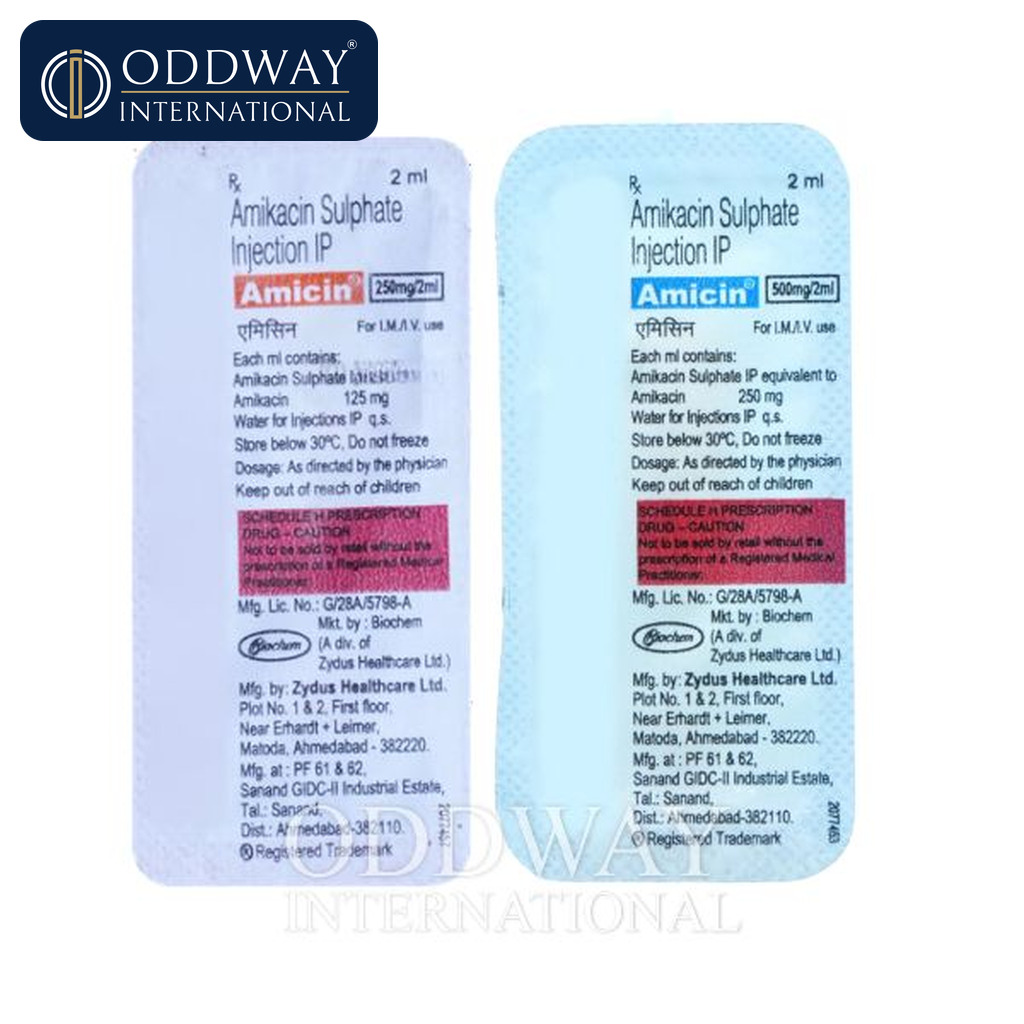 ODDWAY®
INTERNATIONAL
Rx 2 ml
Amikacin Sulphate
Injection IP
Amicin® 250mg/2ml
एमिसिन For I.M./I.V. use
Each ml contains:
Amikacin Sulphate
Amikacin 125 mg
Water for Injections IP q.s.
Store below 30ºC, Do not freeze
Dosage: As directed by the physician
Keep out of reach of children
SCHEDULE H PRESCRIPTION
DRUG – CAUTION
Not to be sold by retail without the
prescription of a Registered Medical
Practitioner.
Mfg. Lic. No.: G/28A/5798-A
Mkt. by : Biochem
Biochem (A div. of
Zydus Healthcare Ltd.)
Mfg. by: Zydus Healthcare Ltd.
Plot No. 1 & 2, First floor,
Near Erhardt + Leimer,
Matoda, Ahmedabad - 382220.
Mfg. at : PF 61 & 62,
Sanand GIDC-II Industrial Estate,
Tal.: Sanand,
Dist.: Ahmedabad-382110.
® Registered Trademark
Rx 2 ml
Amikacin Sulphate
Injection IP
Amicin® 500mg/2ml
एमिसिन For I.M./I.V. use
Each ml contains:
Amikacin Sulphate IP equivalent to
Amikacin 250 mg
Water for Injections IP q.s.
Store below 30ºC, Do not freeze
Dosage: As directed by the physician
Keep out of reach of children
SCHEDULE H PRESCRIPTION
DRUG – CAUTION
Not to be sold by retail without the
prescription of a Registered Medical
Practitioner.
Mfg. Lic. No.: G/28A/5798-A
Mkt. by : Biochem
Biochem (A div. of
Zydus Healthcare Ltd.)
Mfg. by: Zydus Healthcare Ltd.
Plot No. 1 & 2, First floor,
Near Erhardt + Leimer,
Matoda, Ahmedabad - 382220.
Mfg. at : PF 61 & 62,
Sanand GIDC-II Industrial Estate,
Tal.: Sanand,
Dist.: Ahmedabad-382110.
® Registered Trademark
2077463
ODDWAY
INTERNATIONAL